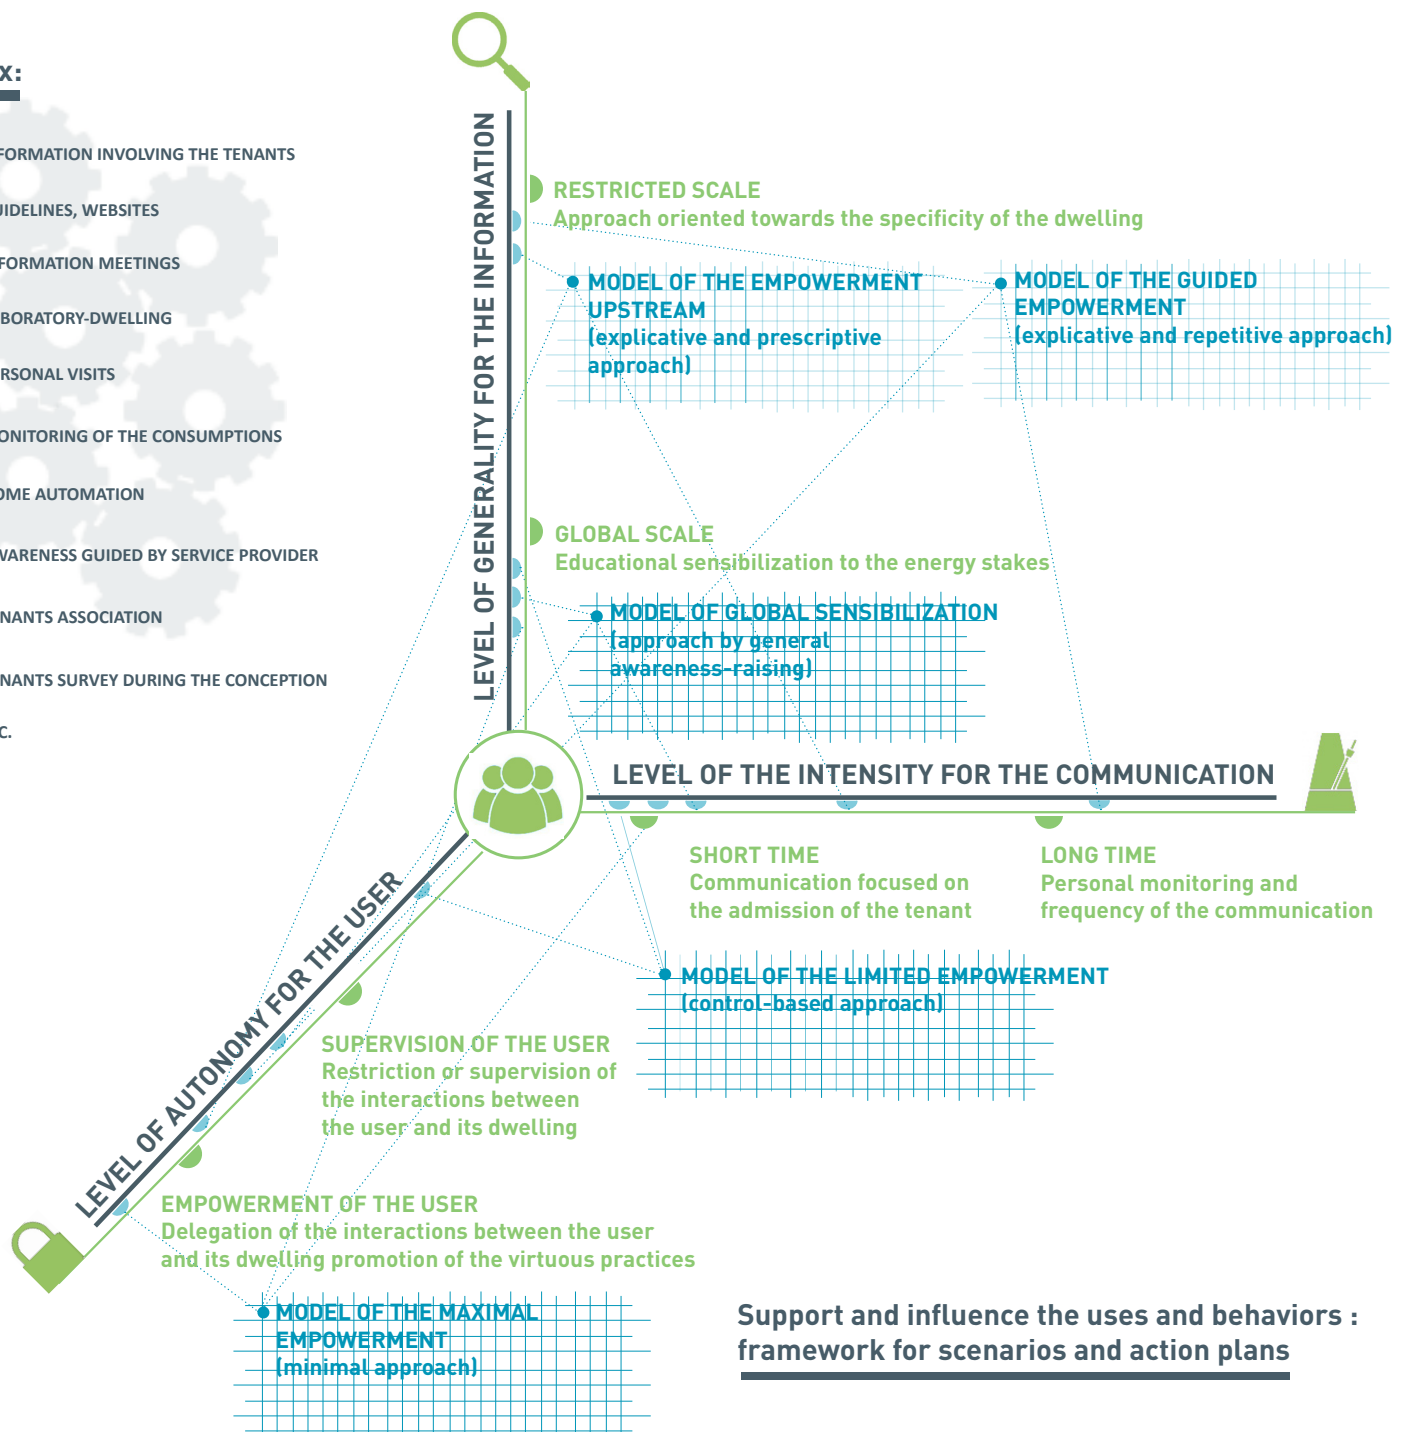 X:
FORMATION INVOLVING THE TENANTS
UIDELINES, WEBSITES
FORMATION MEETINGS
BORATORY-DWELLING
RSONAL VISITS
ONITORING OF THE CONSUMPTIONS
OME AUTOMATION
WARENESS GUIDED BY SERVICE PROVIDER
NANTS ASSOCIATION
NANTS SURVEY DURING THE CONCEPTION
C.
LEVEL OF GENERALITY FOR THE INFORMATION
RESTRICTED SCALE
Approach oriented towards the specificity of the dwelling
MODEL OF THE EMPOWERMENT
UPSTREAM
(explicative and prescriptive
approach)
MODEL OF THE GUIDED
EMPOWERMENT
(explicative and repetitive approach)
GLOBAL SCALE
Educational sensibilization to the energy stakes
MODEL OF GLOBAL SENSIBILIZATION
(approach by general
awareness-raising)
LEVEL OF THE INTENSITY FOR THE COMMUNICATION
SHORT TIME
Communication focused on
the admission of the tenant
LONG TIME
Personal monitoring and
frequency of the communication
MODEL OF THE LIMITED EMPOWERMENT
(control-based approach)
LEVEL OF AUTONOMY FOR THE USER
SUPERVISION OF THE USER
Restriction or supervision of
the interactions between
the user and its dwelling
EMPOWERMENT OF THE USER
Delegation of the interactions between the user
and its dwelling promotion of the virtuous practices
MODEL OF THE MAXIMAL
EMPOWERMENT
(minimal approach)
Support and influence the uses and behaviors :
framework for scenarios and action plans